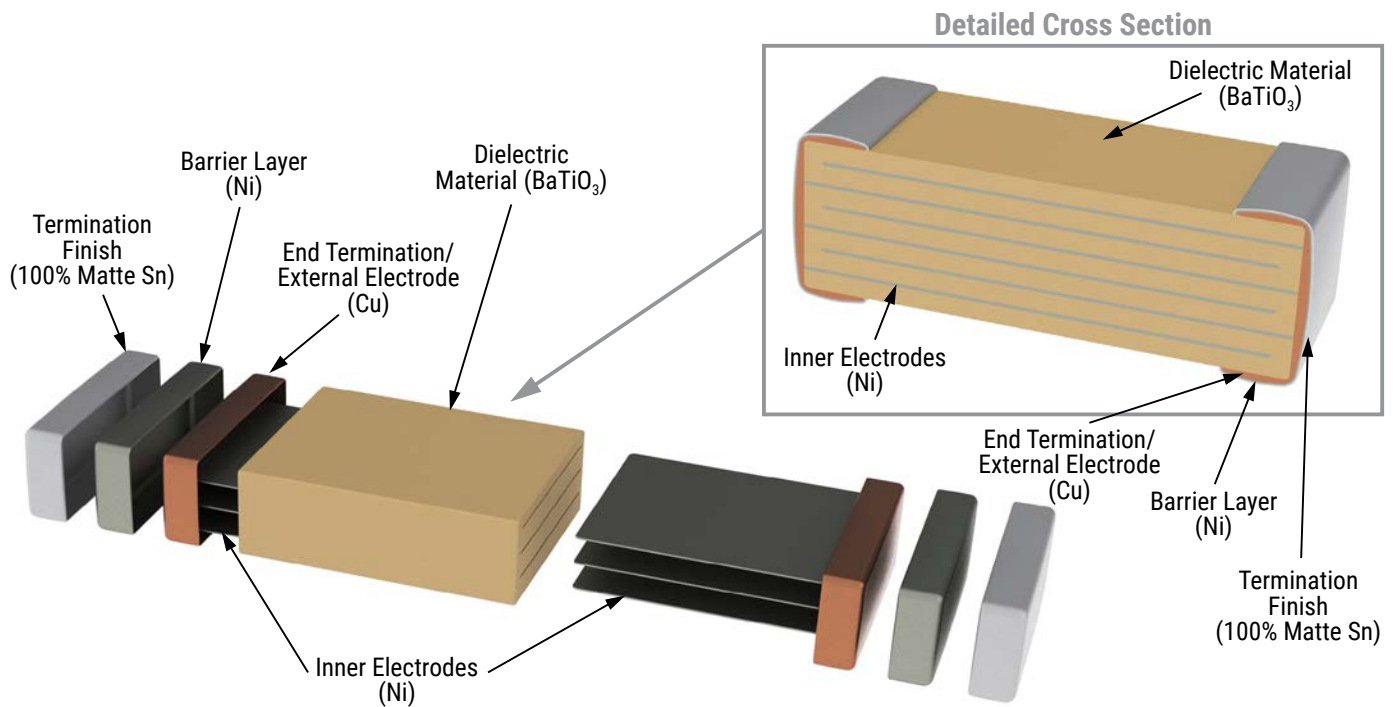 Detailed Cross Section
Dielectric Material
(BaTiO₃)
Inner Electrodes
(Ni)
End Termination/
External Electrode
(Cu)
Barrier Layer
(Ni)
Termination
Finish
(100% Matte Sn)
Barrier Layer
(Ni)
Dielectric
Material (BaTiO₃)
Termination
Finish
(100% Matte Sn)
End Termination/
External Electrode
(Cu)
Inner Electrodes
(Ni)